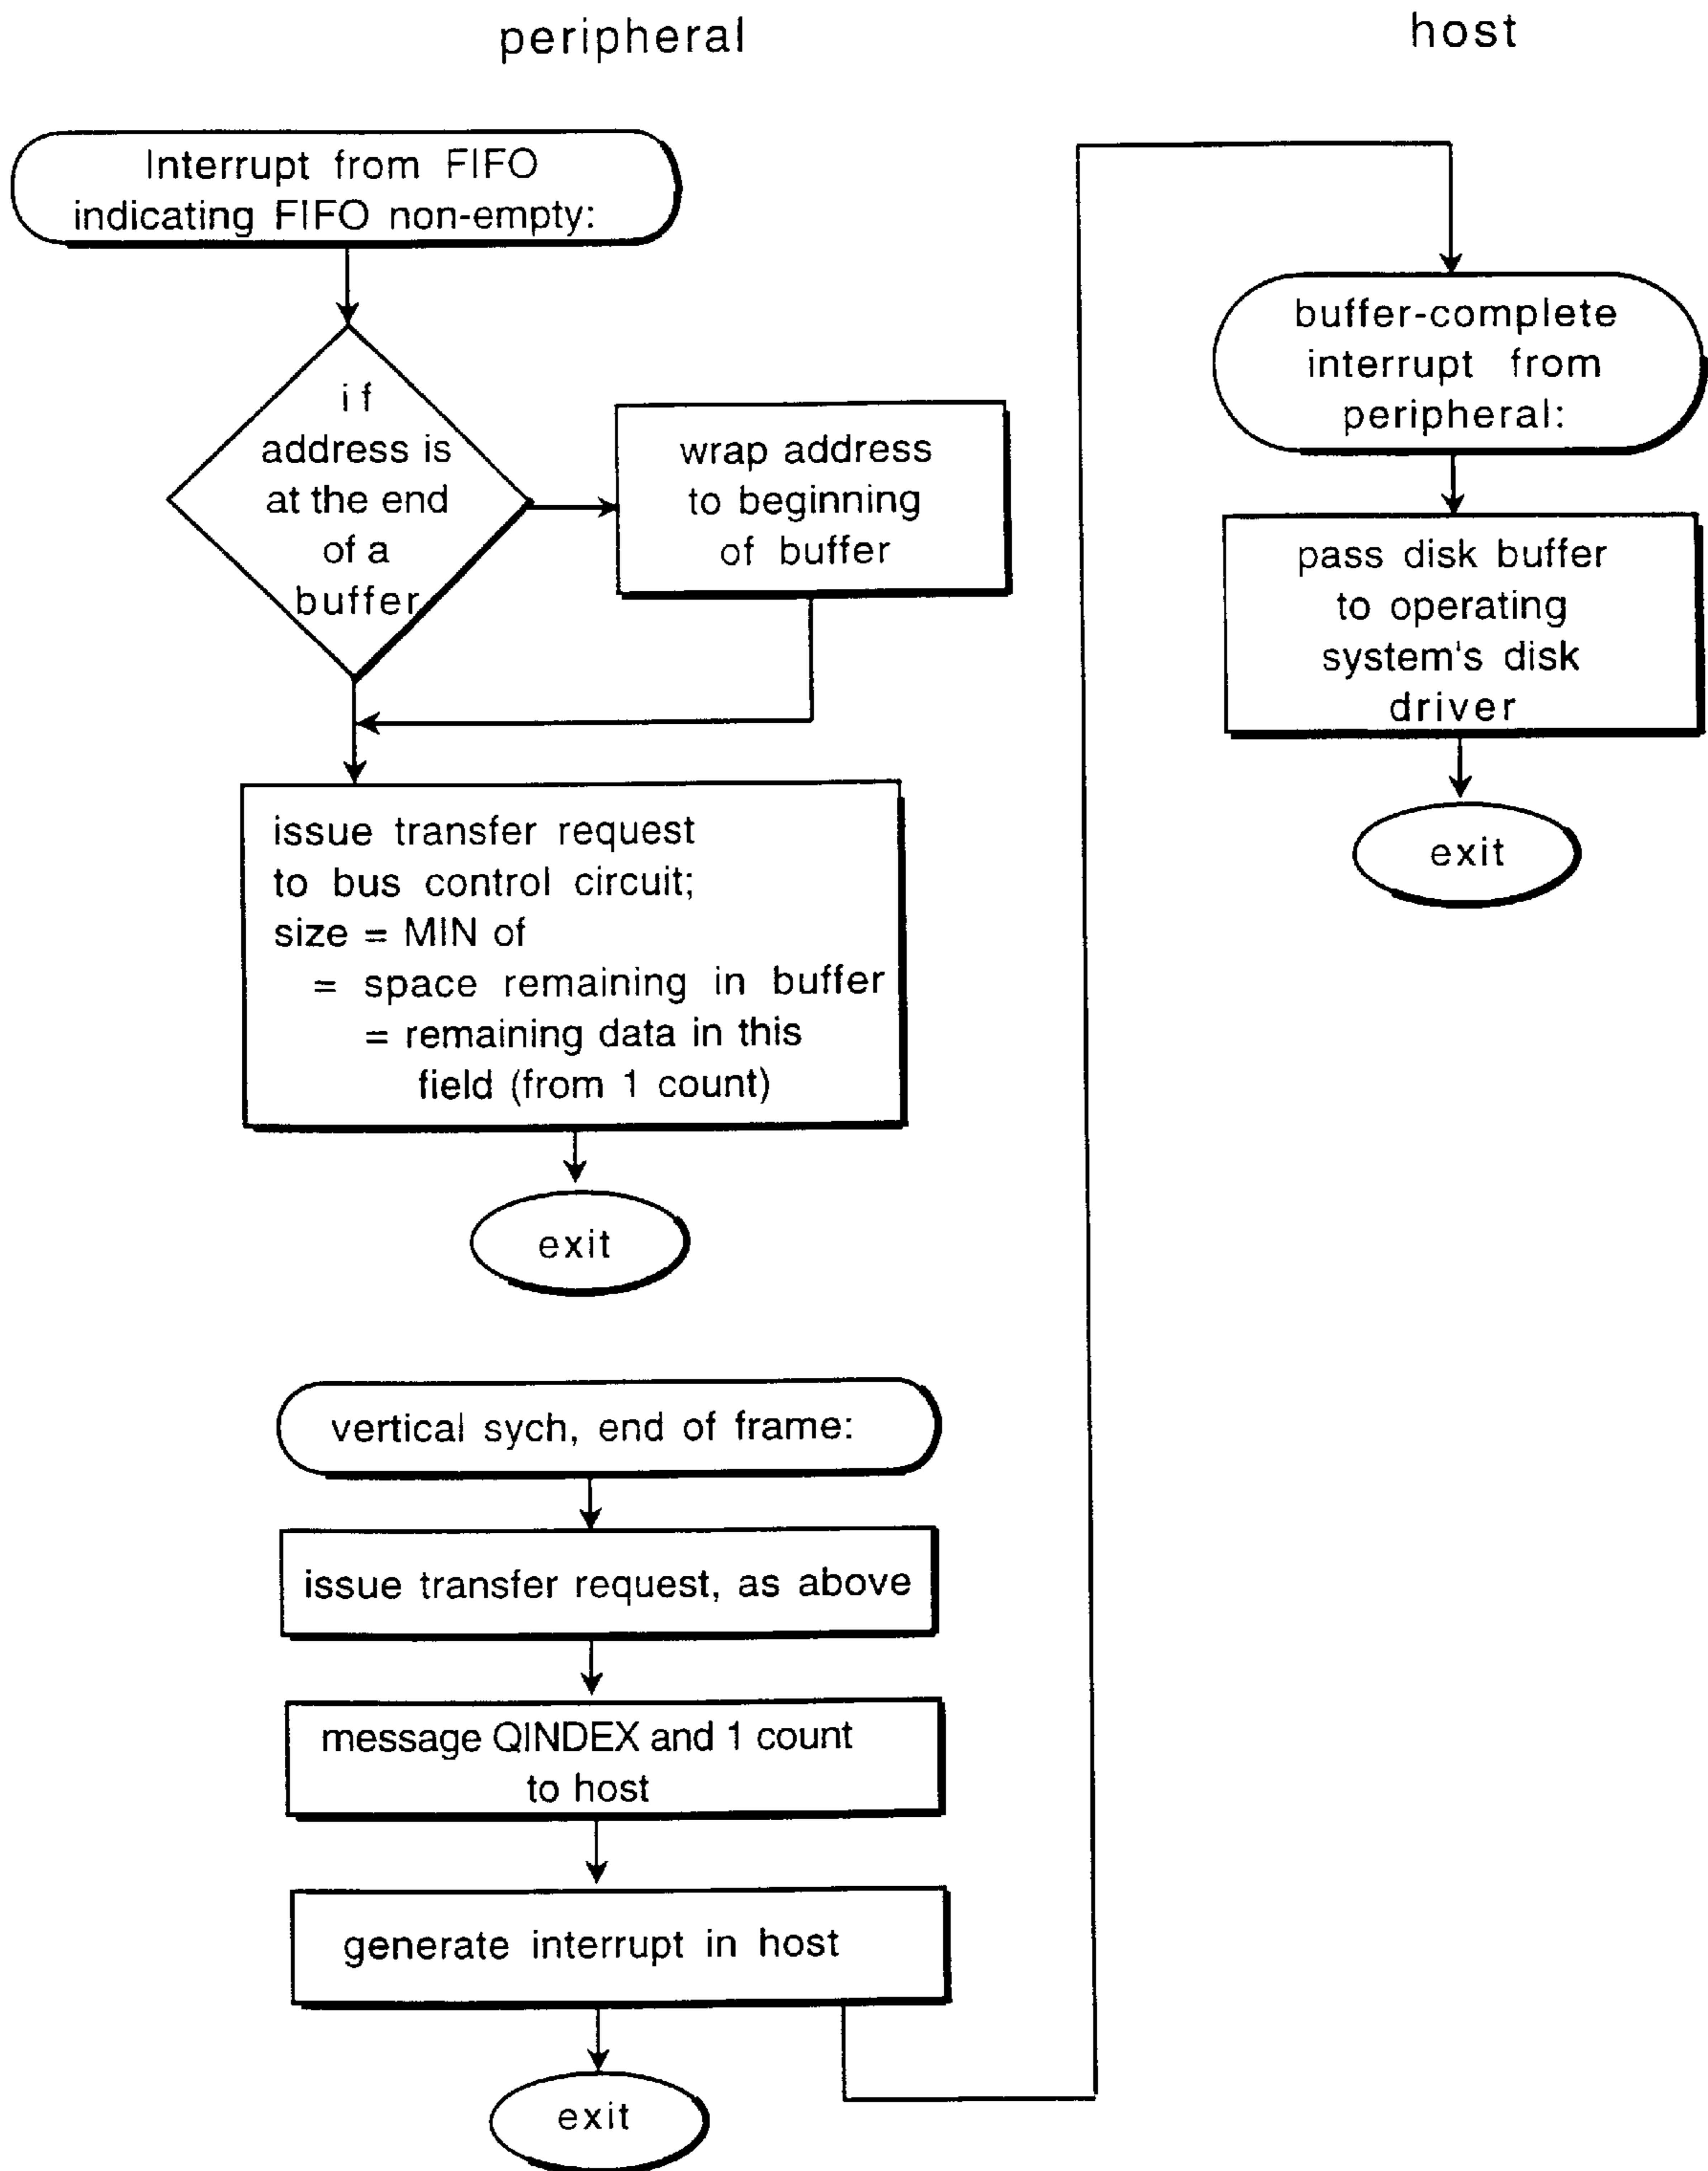 peripheral
host
Interrupt from FIFO
indicating FIFO non-empty:
if
address is
at the end
of a
buffer
wrap address
to beginning
of buffer
issue transfer request
to bus control circuit;
size = MIN of
= space remaining in buffer
= remaining data in this
field (from 1 count)
exit
vertical sych, end of frame:
issue transfer request, as above
message QINDEX and 1 count
to host
generate interrupt in host
exit
buffer-complete
interrupt from
peripheral:
pass disk buffer
to operating
system's disk
driver
exit